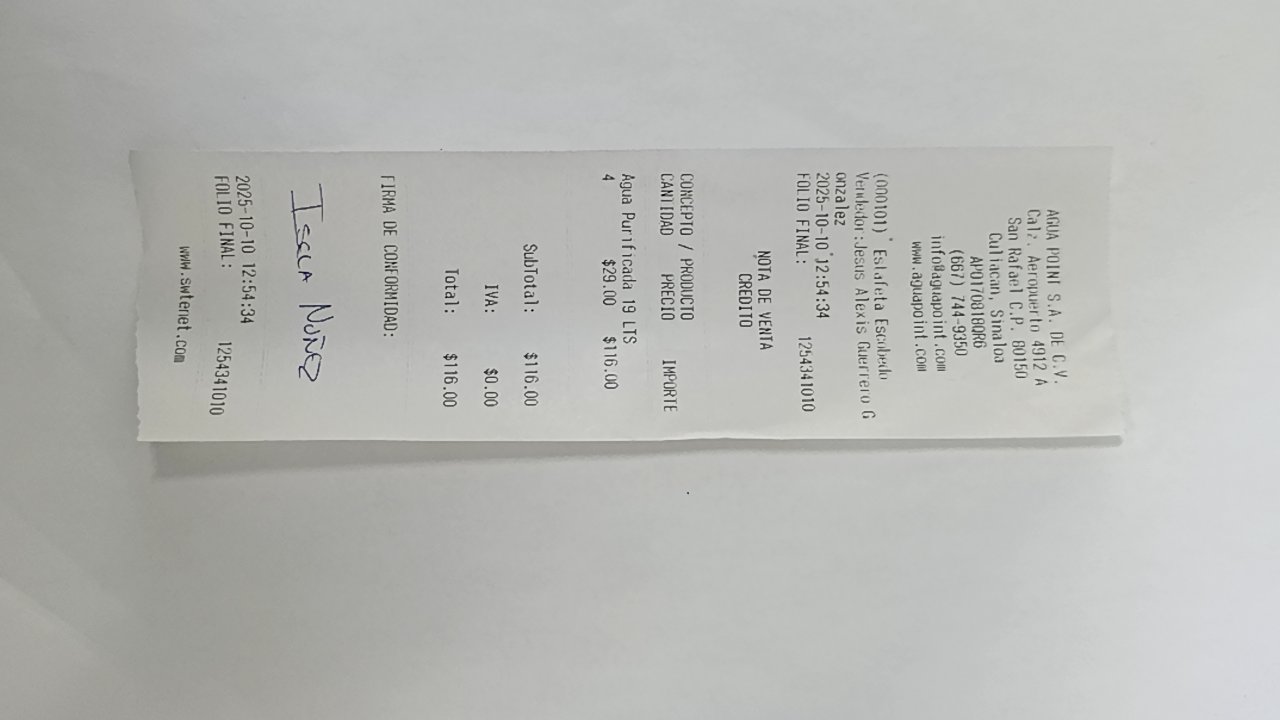 AGUA POINT S.A. DE C.V.
Calz. Aeropuerto 4912 A
San Rafael C.P. 80150
Culiacan, Sinaloa
APO170818QR6
(667) 744-9350
info@aguapoint.com
www.aguapoint.com
(000101) Estafeta Escobedo
Vendedor:Jesus Alexis Guerrero G
onzalez
2025-10-10 12:54:34
FOLIO FINAL: 1254341010
NOTA DE VENTA
CREDITO
CONCEPTO / PRODUCTO
CANTIDAD PRECIO IMPORTE
Agua Purificada 19 LTS
4 $29.00 $116.00
SubTotal: $116.00
IVA: $0.00
Total: $116.00
FIRMA DE CONFORMIDAD:
Isela Nuñez
2025-10-10 12:54:34
FOLIO FINAL: 1254341010
www.swtenet.com